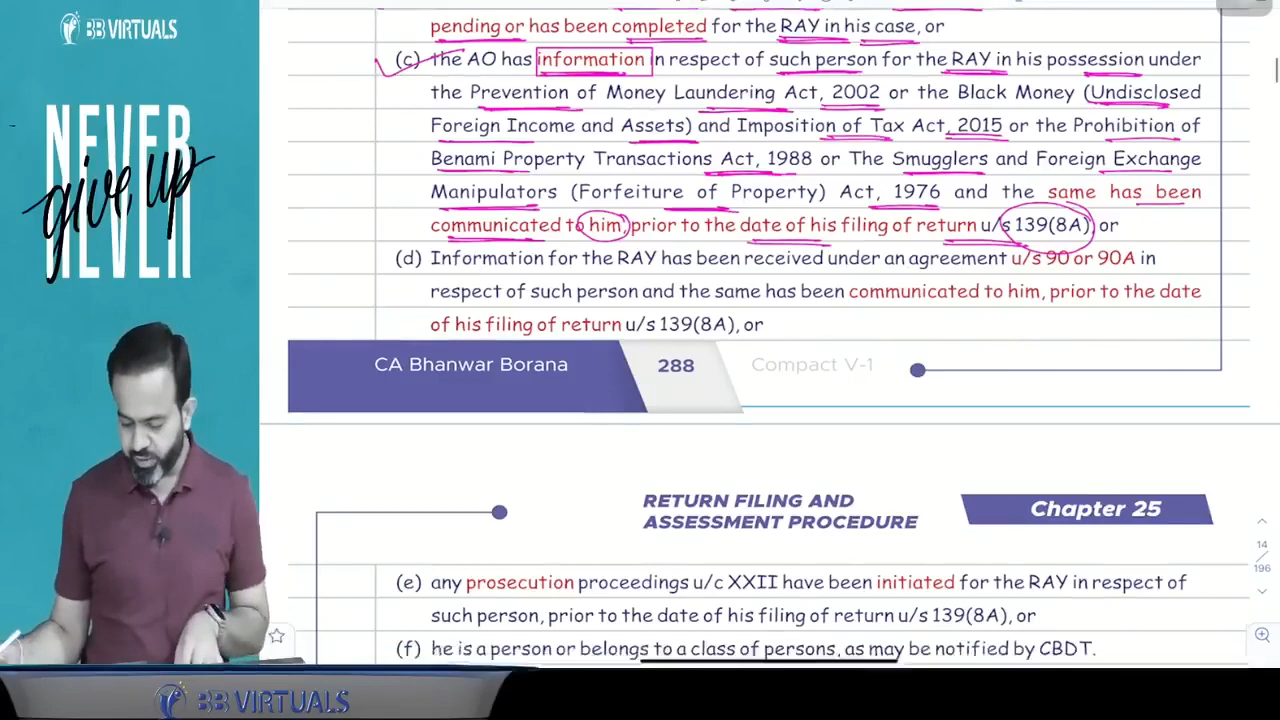 BB VIRTUALS
NEVER
give up
NEVER
pending or has been completed for the RAY in his case, or
(c) the AO has information in respect of such person for the RAY in his possession under
the Prevention of Money Laundering Act, 2002 or the Black Money (Undisclosed
Foreign Income and Assets) and Imposition of Tax Act, 2015 or the Prohibition of
Benami Property Transactions Act, 1988 or The Smugglers and Foreign Exchange
Manipulators (Forfeiture of Property) Act, 1976 and the same has been
communicated to him, prior to the date of his filing of return u/s 139(8A), or
(d) Information for the RAY has been received under an agreement u/s 90 or 90A in
respect of such person and the same has been communicated to him, prior to the date
of his filing of return u/s 139(8A), or
CA Bhanwar Borana 288 Compact V-1
RETURN FILING AND
ASSESSMENT PROCEDURE
Chapter 25
(e) any prosecution proceedings u/c XXII have been initiated for the RAY in respect of
such person, prior to the date of his filing of return u/s 139(8A), or
(f) he is a person or belongs to a class of persons, as may be notified by CBDT.
14
/
196
BB VIRTUALS